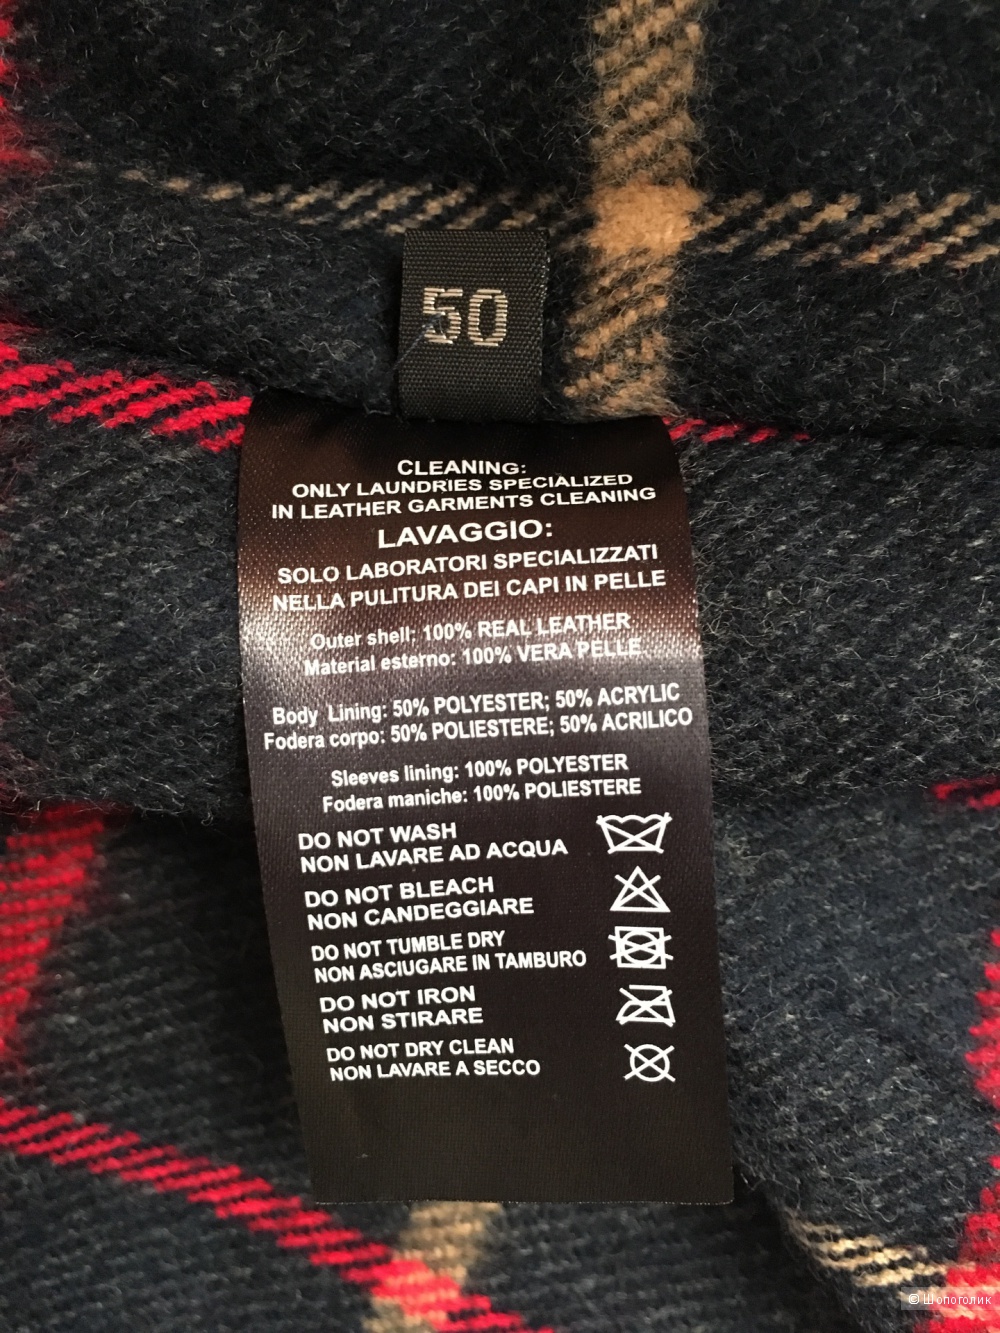 50
CLEANING:
ONLY LAUNDRIES SPECIALIZED
IN LEATHER GARMENTS CLEANING
LAVAGGIO:
SOLO LABORATORI SPECIALIZZATI
NELLA PULITURA DEI CAPI IN PELLE
Outer shell: 100% REAL LEATHER
Material esterno: 100% VERA PELLE
Body Lining: 50% POLYESTER; 50% ACRYLIC
Fodera corpo: 50% POLIESTERE; 50% ACRILICO
Sleeves lining: 100% POLYESTER
Fodera maniche: 100% POLIESTERE
DO NOT WASH
NON LAVARE AD ACQUA
DO NOT BLEACH
NON CANDEGGIARE
DO NOT TUMBLE DRY
NON ASCIUGARE IN TAMBURO
DO NOT IRON
NON STIRARE
DO NOT DRY CLEAN
NON LAVARE A SECCO
© Шопоголик